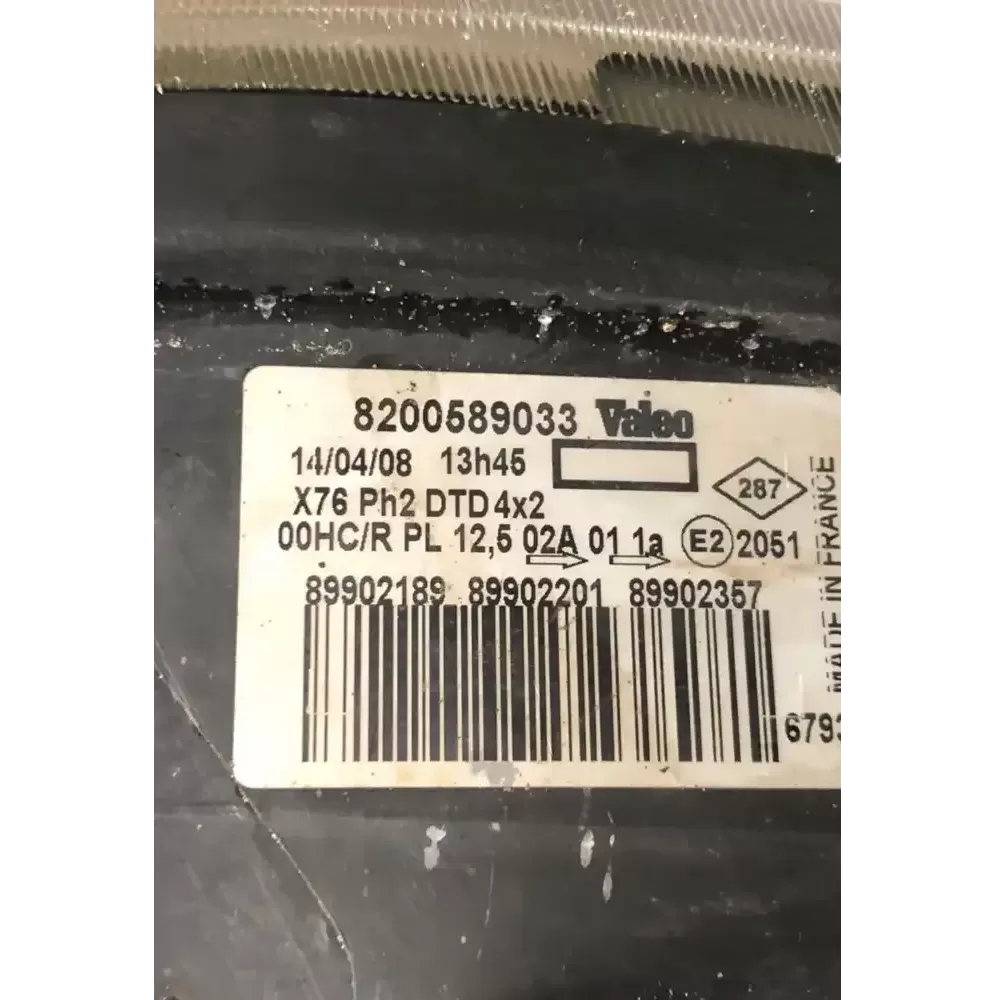 8200589033 Valeo
14/04/08 13h45
X76 Ph2 DTD 4x2
287
00HC/R PL 12,5 02A 01 1a E2 2051
89902189 89902201 89902357
6793
MADE IN FRANCE